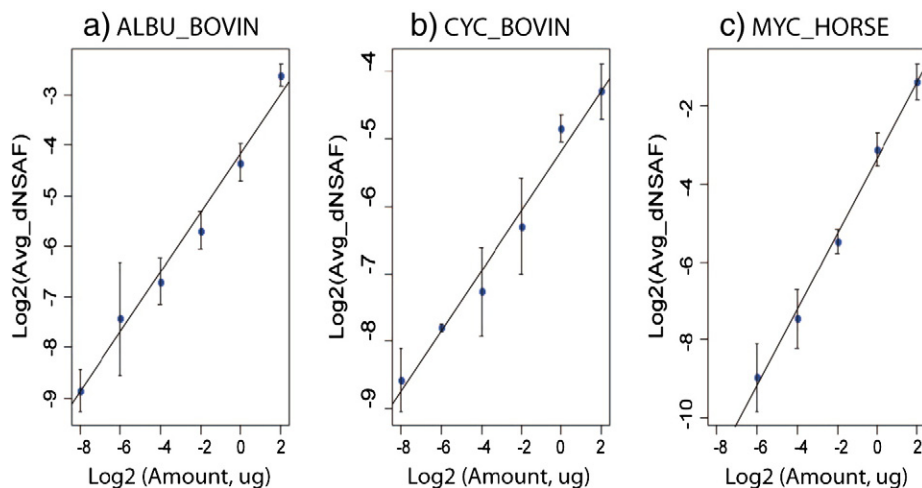 a) ALBU_BOVIN
Log2(Avg_dNSAF)
-3
-4
-5
-6
-7
-8
-9
-8 -6 -4 -2 0 2
Log2 (Amount, ug)
b) CYC_BOVIN
Log2(Avg_dNSAF)
-4
-5
-6
-7
-8
-9
-8 -6 -4 -2 0 2
Log2 (Amount, ug)
c) MYC_HORSE
Log2(Avg_dNSAF)
-2
-4
-6
-8
-10
-8 -6 -4 -2 0 2
Log2 (Amount, ug)